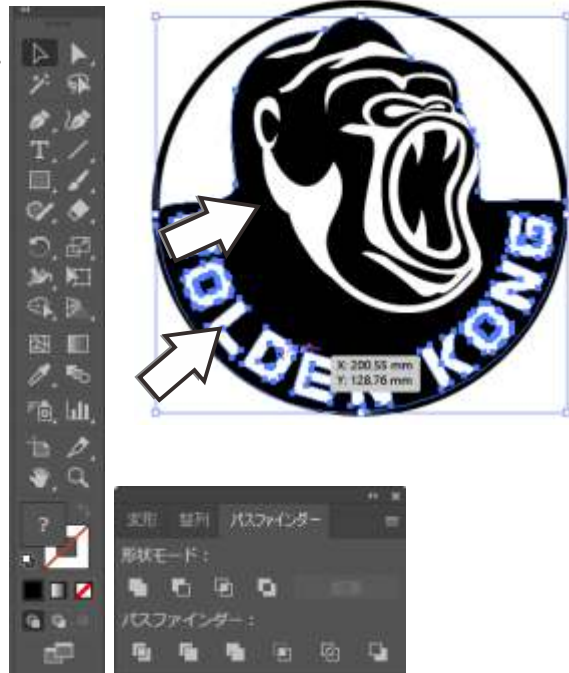 OLDEN KONG
X: 200.55 mm
Y: 128.76 mm
T
?
変形 整列 パスファインダー
形状モード:
パスファインダー: